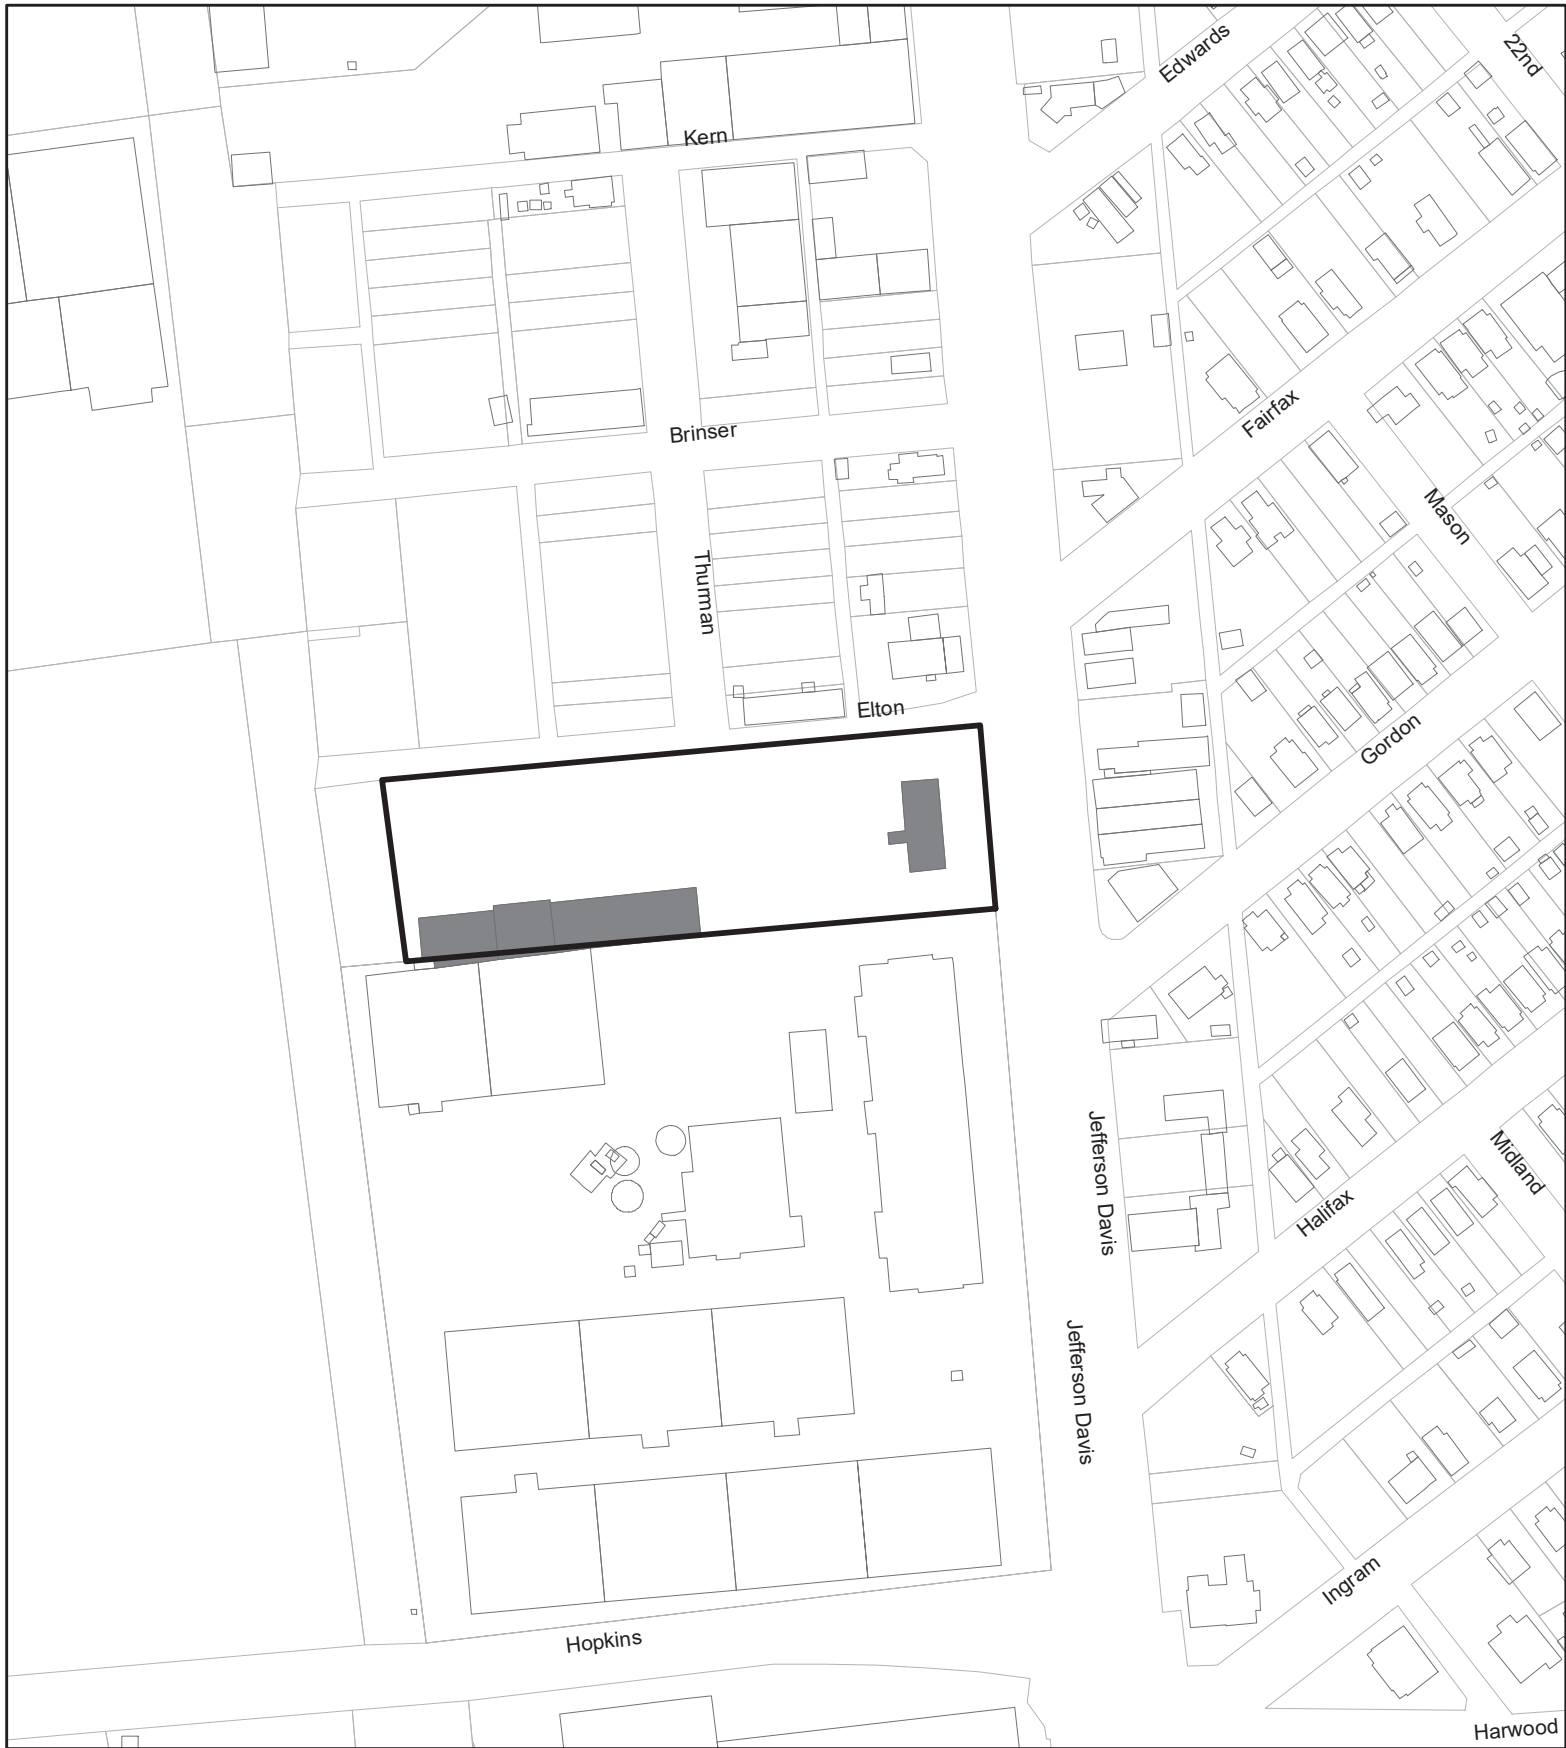 Edwards
22nd
Kern
Fairfax
Brinser
Mason
Thurman
Elton
Gordon
Jefferson Davis
Midland
Halifax
Jefferson Davis
Ingram
Hopkins
Harwood